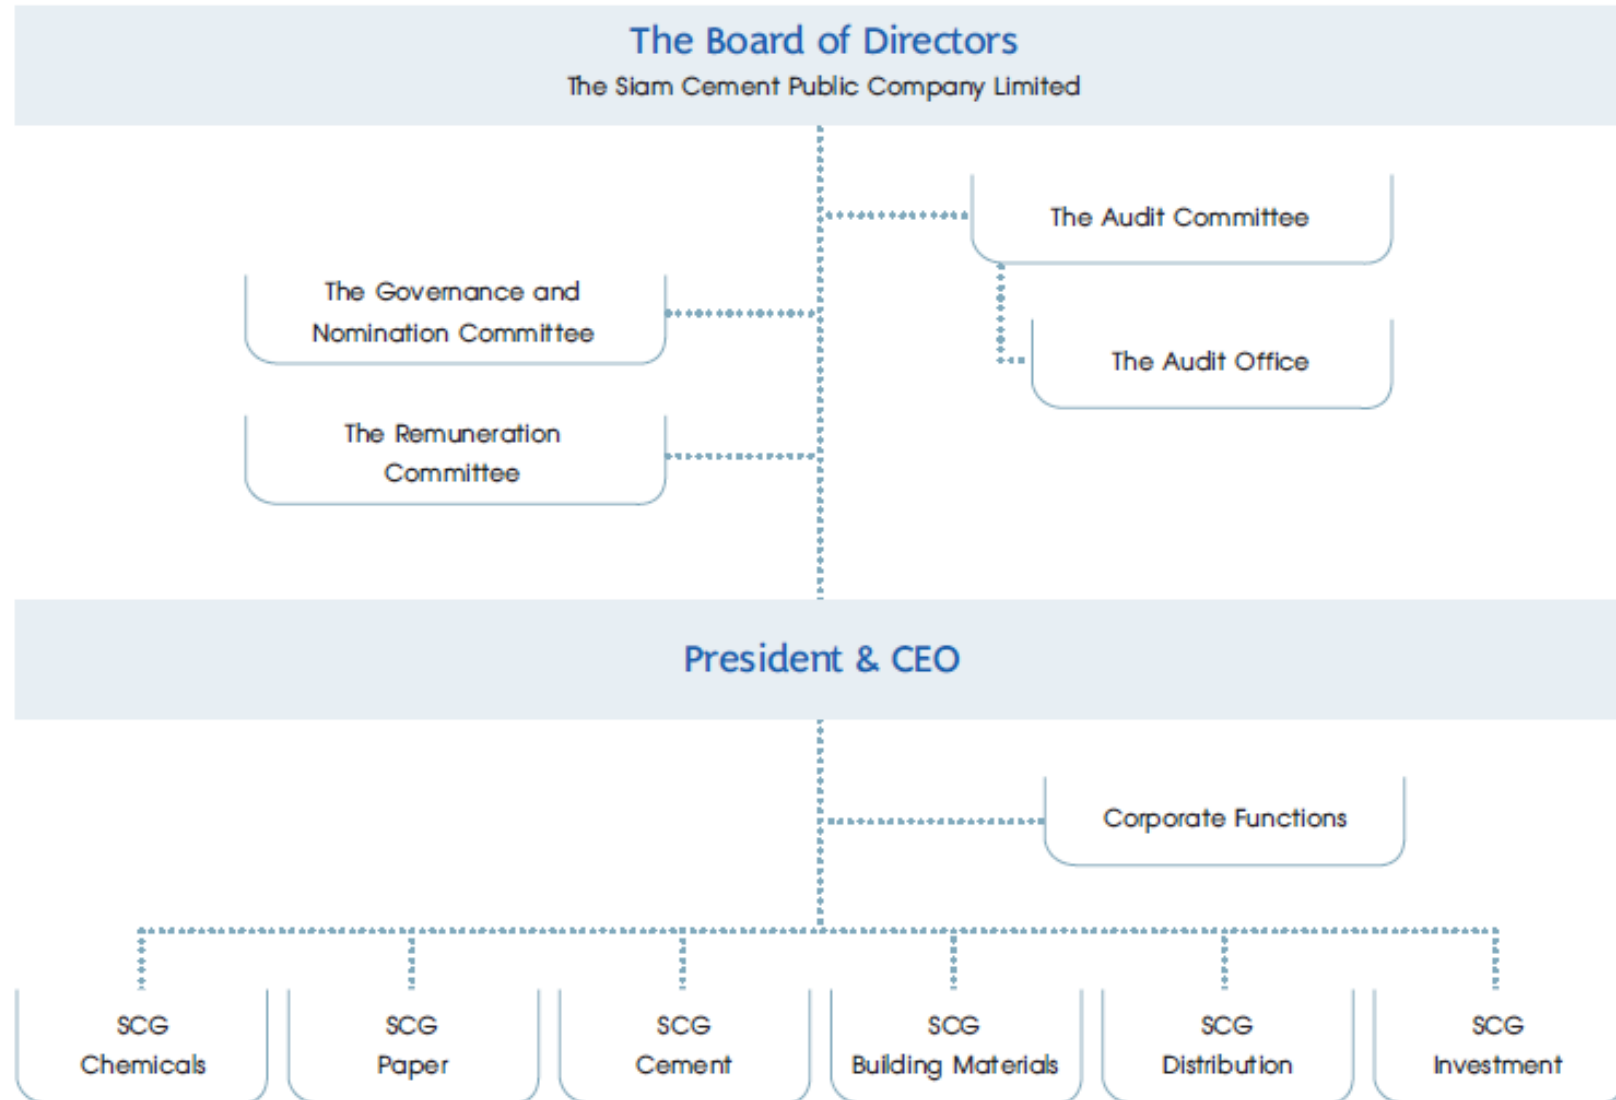 The Board of Directors
The Siam Cement Public Company Limited
The Audit Committee
The Governance and
Nomination Committee
The Audit Office
The Remuneration
Committee
President & CEO
Corporate Functions
SCG
Chemicals
SCG
Paper
SCG
Cement
SCG
Building Materials
SCG
Distribution
SCG
Investment